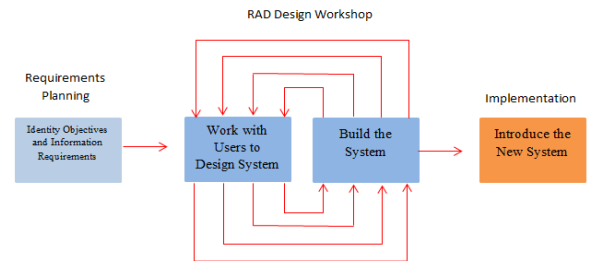 RAD Design Workshop
Requirements
Planning
Identity Objectives
and Information
Requirements
Work with
Users to
Design System
Build the
System
Implementation
Introduce the
New System